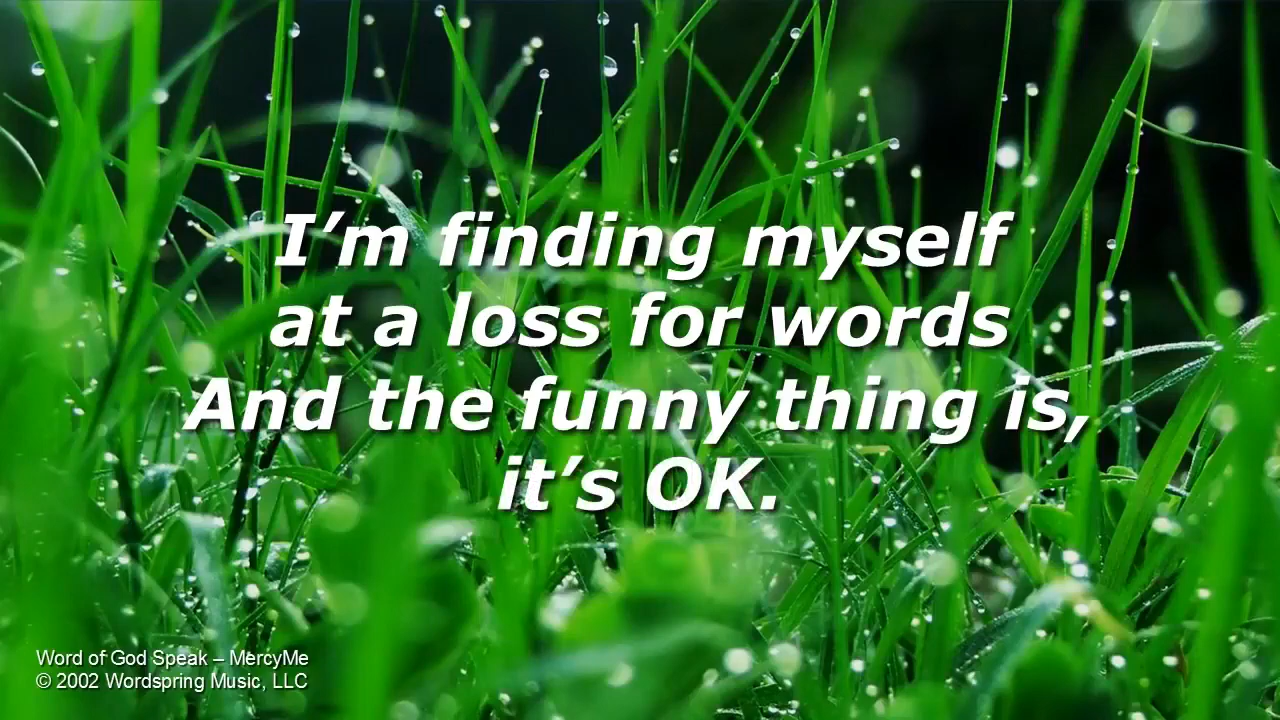 I’m finding myself
at a loss for words
And the funny thing is,
it’s OK.
Word of God Speak – MercyMe
© 2002 Wordspring Music, LLC